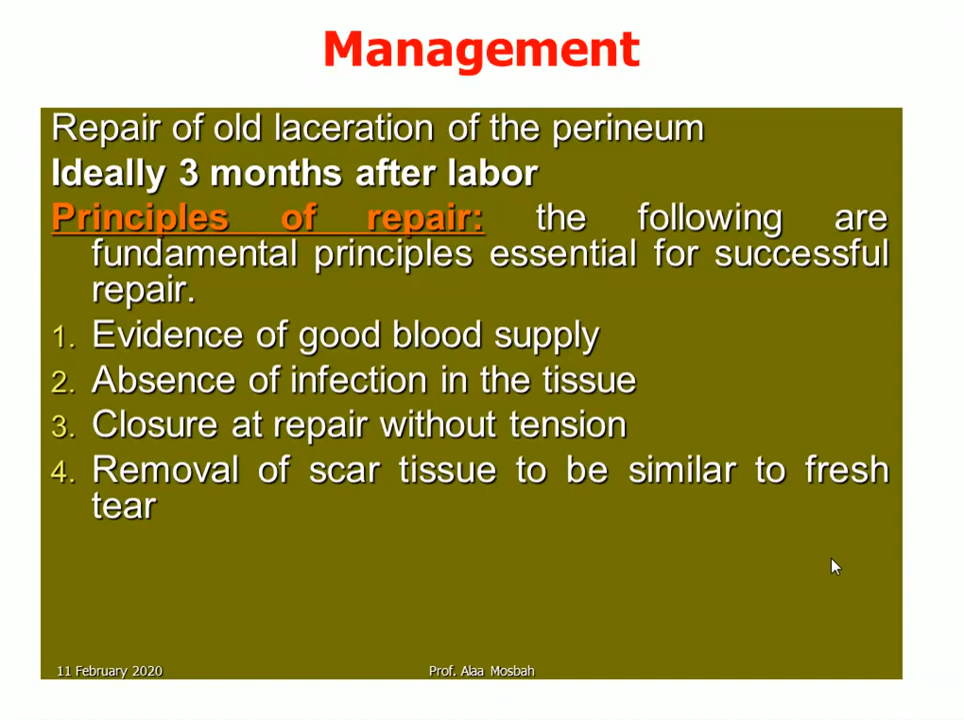 Management
Repair of old laceration of the perineum
Ideally 3 months after labor
Principles of repair: the following are
fundamental principles essential for successful
repair.
1. Evidence of good blood supply
2. Absence of infection in the tissue
3. Closure at repair without tension
4. Removal of scar tissue to be similar to fresh
tear
11 February 2020 Prof. Alaa Mosbah